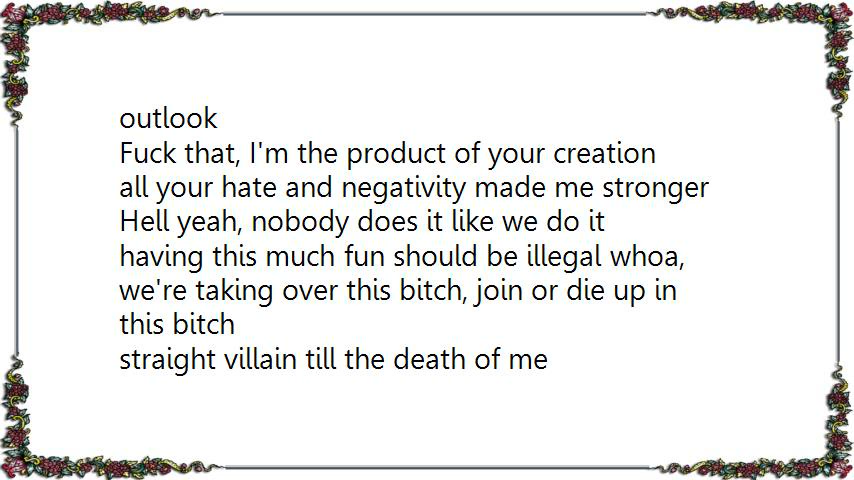 outlook
Fuck that, I'm the product of your creation
all your hate and negativity made me stronger
Hell yeah, nobody does it like we do it
having this much fun should be illegal whoa,
we're taking over this bitch, join or die up in
this bitch
straight villain till the death of me